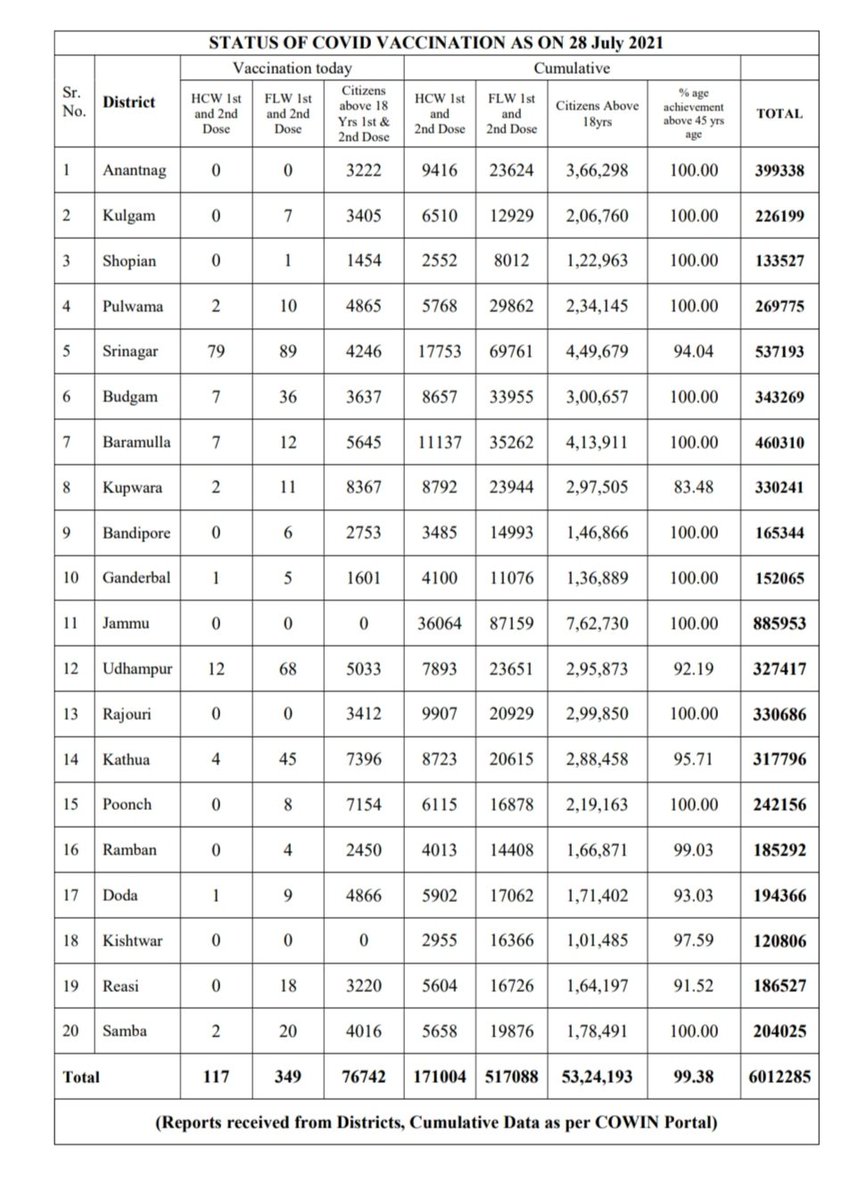 STATUS OF COVID VACCINATION AS ON 28 July 2021
Sr. No. District Vaccination today Cumulative
HCW 1st and 2nd Dose FLW 1st and 2nd Dose Citizens above 18 Yrs 1st & 2nd Dose HCW 1st and 2nd Dose FLW 1st and 2nd Dose Citizens Above 18yrs % age achievement above 45 yrs age TOTAL
1 Anantnag 0 0 3222 9416 23624 3,66,298 100.00 399338
2 Kulgam 0 7 3405 6510 12929 2,06,760 100.00 226199
3 Shopian 0 1 1454 2552 8012 1,22,963 100.00 133527
4 Pulwama 2 10 4865 5768 29862 2,34,145 100.00 269775
5 Srinagar 79 89 4246 17753 69761 4,49,679 94.04 537193
6 Budgam 7 36 3637 8657 33955 3,00,657 100.00 343269
7 Baramulla 7 12 5645 11137 35262 4,13,911 100.00 460310
8 Kupwara 2 11 8367 8792 23944 2,97,505 83.48 330241
9 Bandipore 0 6 2753 3485 14993 1,46,866 100.00 165344
10 Ganderbal 1 5 1601 4100 11076 1,36,889 100.00 152065
11 Jammu 0 0 0 36064 87159 7,62,730 100.00 885953
12 Udhampur 12 68 5033 7893 23651 2,95,873 92.19 327417
13 Rajouri 0 0 3412 9907 20929 2,99,850 100.00 330686
14 Kathua 4 45 7396 8723 20615 2,88,458 95.71 317796
15 Poonch 0 8 7154 6115 16878 2,19,163 100.00 242156
16 Ramban 0 4 2450 4013 14408 1,66,871 99.03 185292
17 Doda 1 9 4866 5902 17062 1,71,402 93.03 194366
18 Kishtwar 0 0 0 2955 16366 1,01,485 97.59 120806
19 Reasi 0 18 3220 5604 16726 1,64,197 91.52 186527
20 Samba 2 20 4016 5658 19876 1,78,491 100.00 204025
Total 117 349 76742 171004 517088 53,24,193 99.38 6012285
(Reports received from Districts, Cumulative Data as per COWIN Portal)